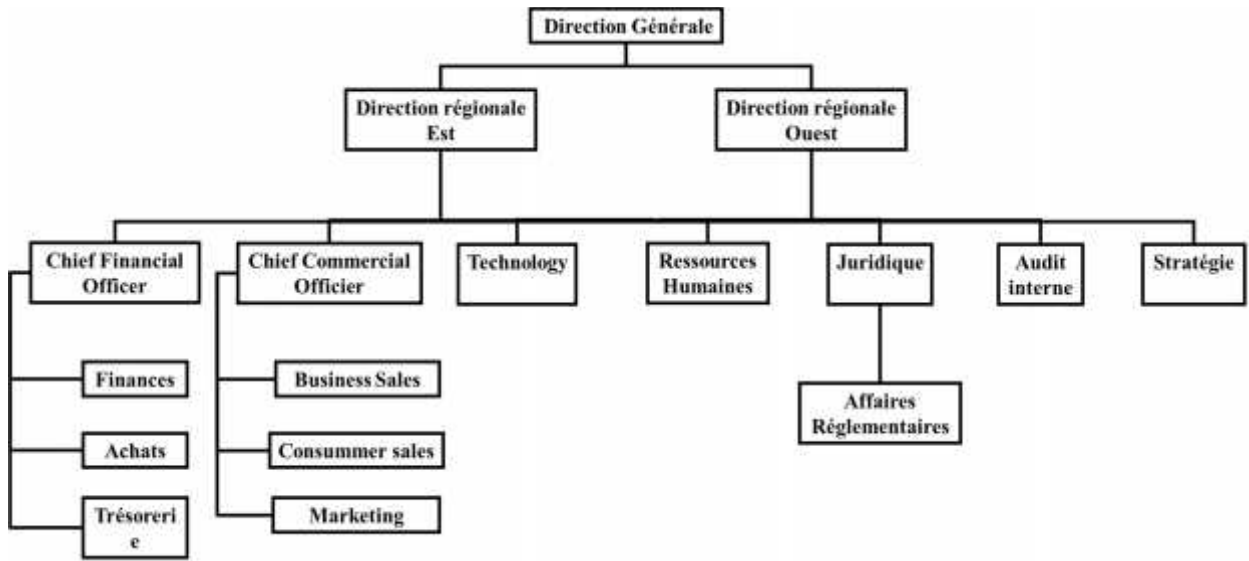 Direction Générale
Direction régionale
Est
Direction régionale
Ouest
Chief Financial
Officer
Chief Commercial
Officier
Technology
Ressources
Humaines
Juridique
Audit
interne
Stratégie
Finances
Business Sales
Affaires
Réglementaires
Achats
Consummer sales
Trésoreri
e
Marketing